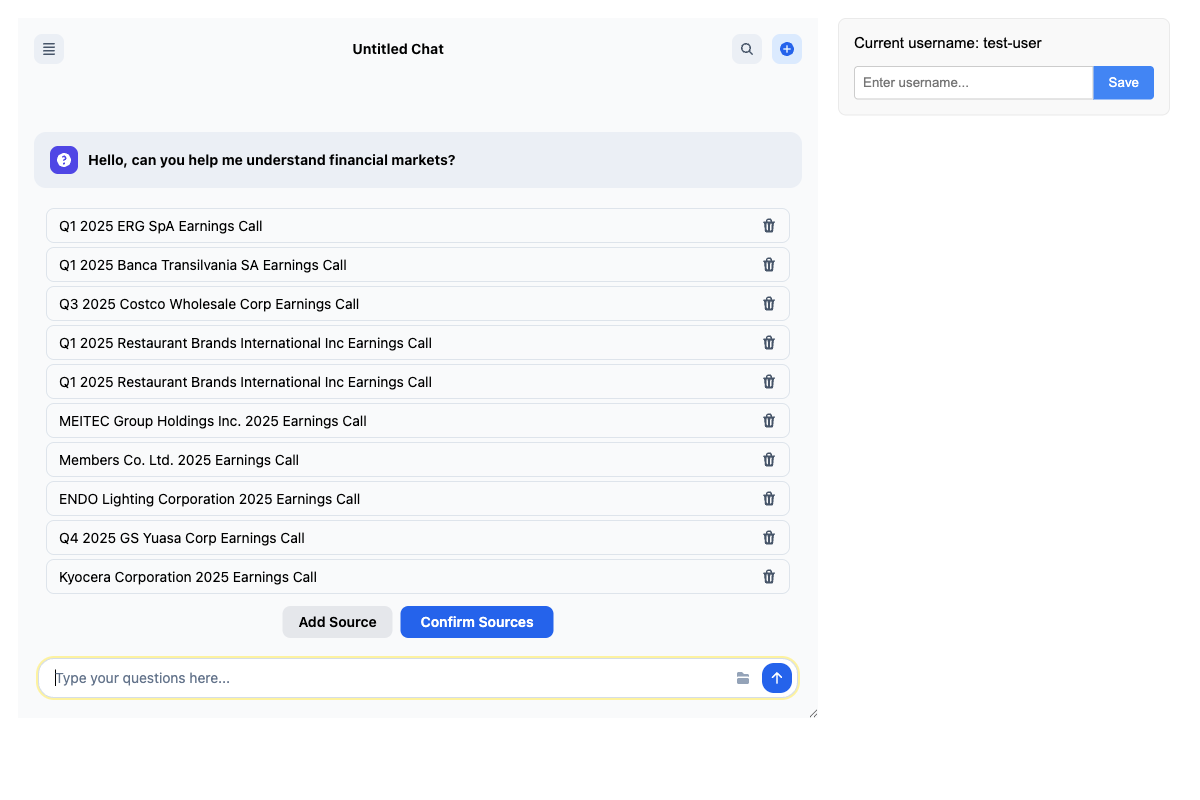 Untitled Chat
Current username: test-user
Enter username...
Save
Hello, can you help me understand financial markets?
Q1 2025 ERG SpA Earnings Call
Q1 2025 Banca Transilvania SA Earnings Call
Q3 2025 Costco Wholesale Corp Earnings Call
Q1 2025 Restaurant Brands International Inc Earnings Call
Q1 2025 Restaurant Brands International Inc Earnings Call
MEITEC Group Holdings Inc. 2025 Earnings Call
Members Co. Ltd. 2025 Earnings Call
ENDO Lighting Corporation 2025 Earnings Call
Q4 2025 GS Yuasa Corp Earnings Call
Kyocera Corporation 2025 Earnings Call
Add Source
Confirm Sources
Type your questions here...